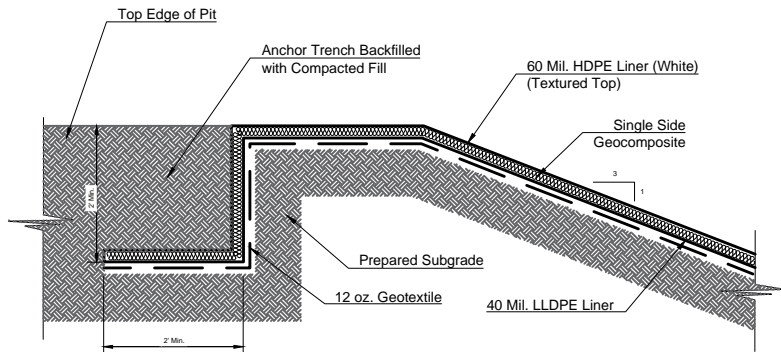 Top Edge of Pit
Anchor Trench Backfilled
with Compacted Fill
60 Mil. HDPE Liner (White)
(Textured Top)
Single Side
Geocomposite
3
1
2' Min.
Prepared Subgrade
12 oz. Geotextile
40 Mil. LLDPE Liner
2' Min.